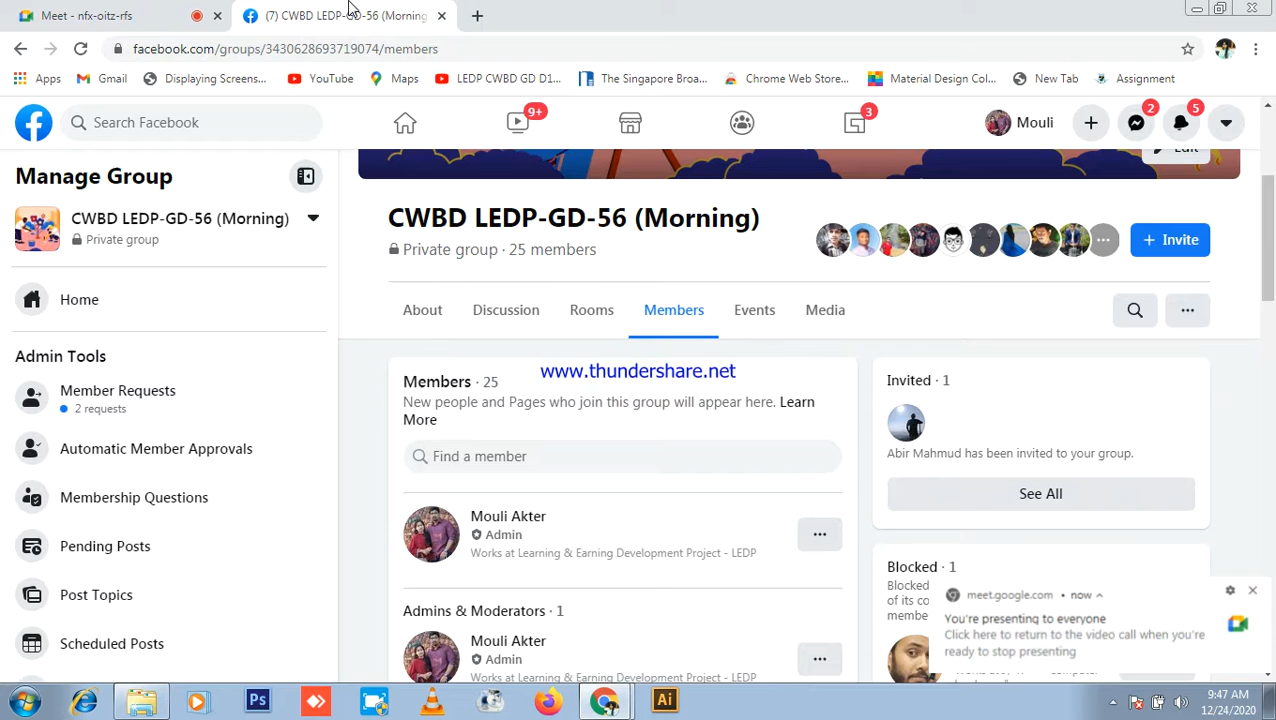 Meet - nfx-oitz-rfs
(7) CWBD LEDP-GD-56 (Morning
facebook.com/groups/3430628693719074/members
Apps Gmail Displaying Screens... YouTube Maps LEDP CWBD GD D1... The Singapore Broa... Chrome Web Store... Material Design Col... New Tab Assignment
Search Facebook
9+
3
Mouli
2
5
Manage Group
CWBD LEDP-GD-56 (Morning)
Private group
Home
Admin Tools
Member Requests
2 requests
Automatic Member Approvals
Membership Questions
Pending Posts
Post Topics
Scheduled Posts
Edit
CWBD LEDP-GD-56 (Morning)
Private group · 25 members
+ Invite
About Discussion Rooms Members Events Media
www.thundershare.net
Members · 25
New people and Pages who join this group will appear here. Learn
More
Find a member
Mouli Akter
Admin
Works at Learning & Earning Development Project - LEDP
Admins & Moderators · 1
Mouli Akter
Admin
Works at Learning & Earning Development Project - LEDP
Invited · 1
Abir Mahmud has been invited to your group.
See All
Blocked · 1
Blocked
of its co
membe
meet.google.com • now
You're presenting to everyone
Click here to return to the video call when you're
ready to stop presenting
Ps
Ai
9:47 AM
12/24/2020